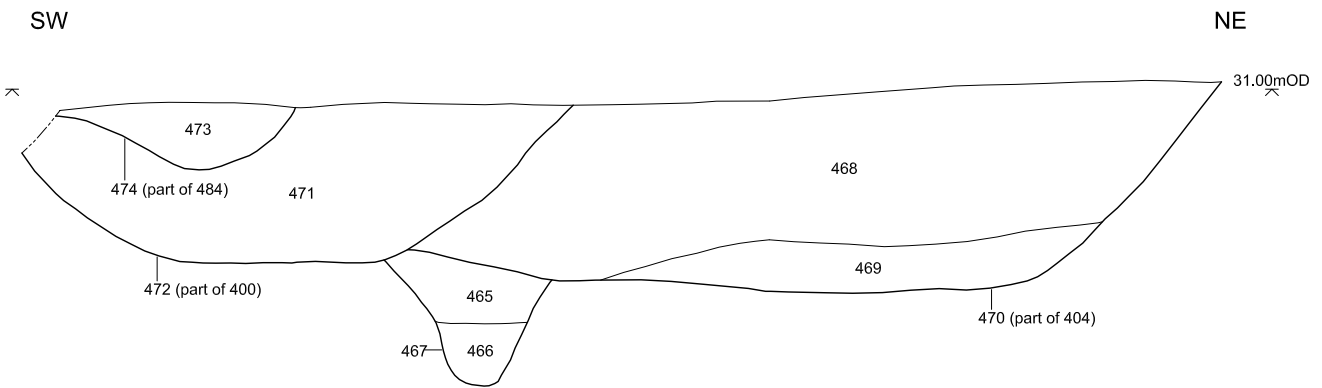 SW
NE
31.00mOD
473
468
474 (part of 484)
471
469
472 (part of 400)
465
470 (part of 404)
467
466